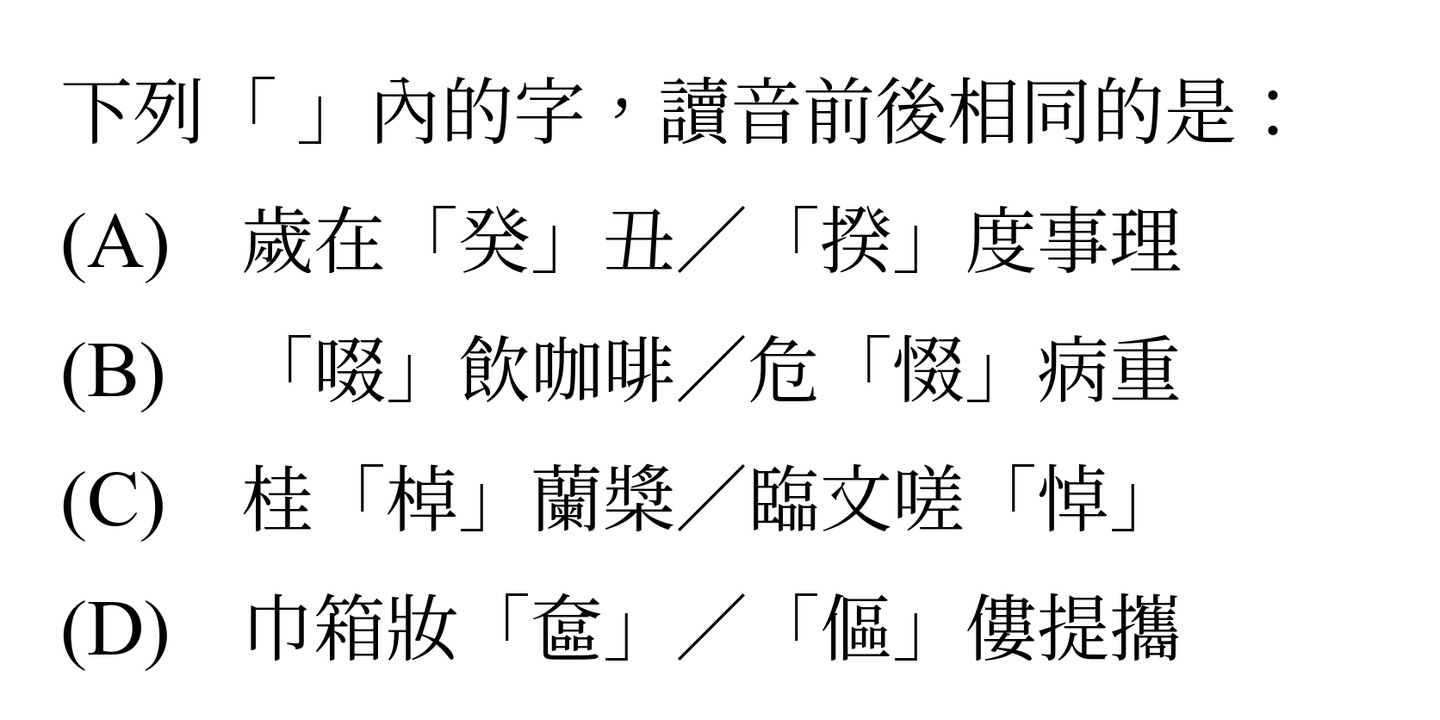 下列「 」內的字，讀音前後相同的是：
(A) 歲在「癸」丑／「揆」度事理
(B) 「啜」飲咖啡／危「惙」病重
(C) 桂「棹」蘭槳／臨文嗟「悼」
(D) 巾箱妝「奩」／「傴」僂提攜